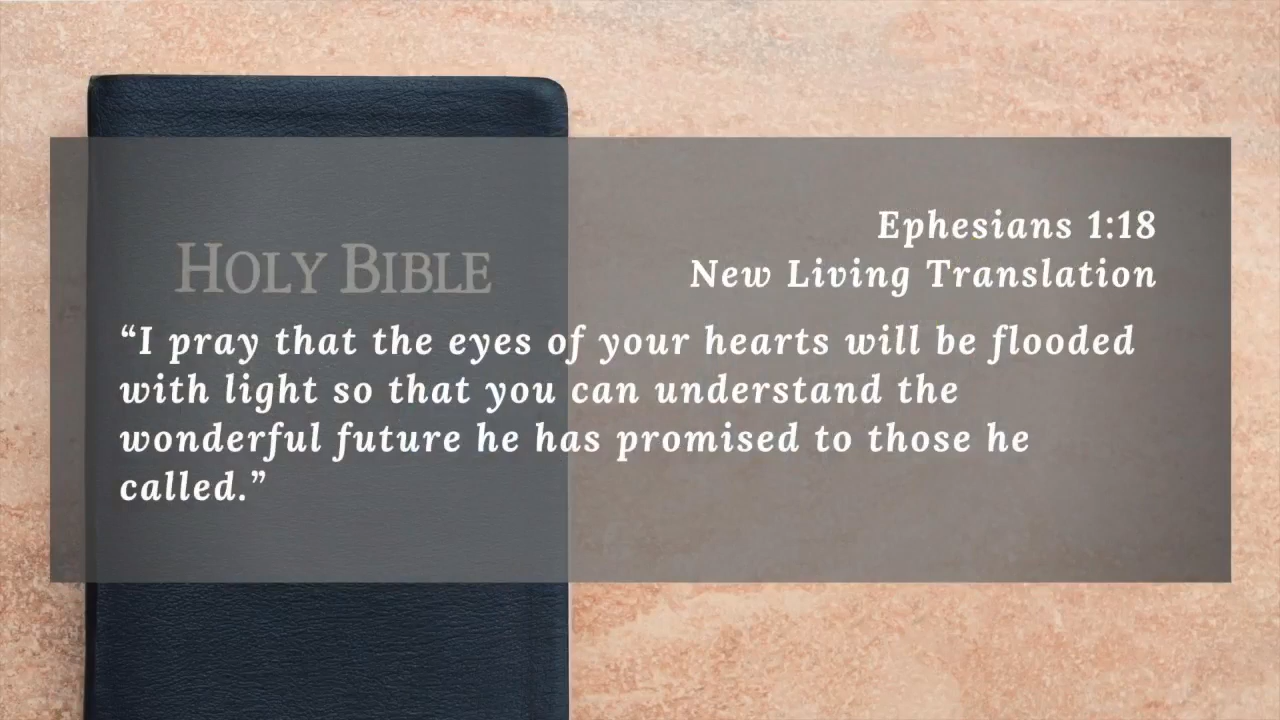 HOLY BIBLE
Ephesians 1:18
New Living Translation
“I pray that the eyes of your hearts will be flooded
with light so that you can understand the
wonderful future he has promised to those he
called.”